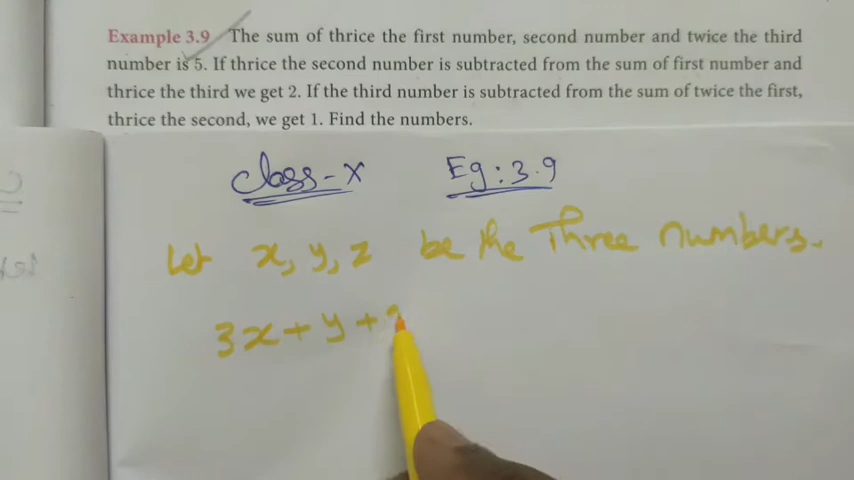 Example 3.9 The sum of thrice the first number, second number and twice the third
number is 5. If thrice the second number is subtracted from the sum of first number and
thrice the third we get 2. If the third number is subtracted from the sum of twice the first,
thrice the second, we get 1. Find the numbers.
Class-X Eg: 3.9
Let x, y, z be the Three numbers.
3x+y+